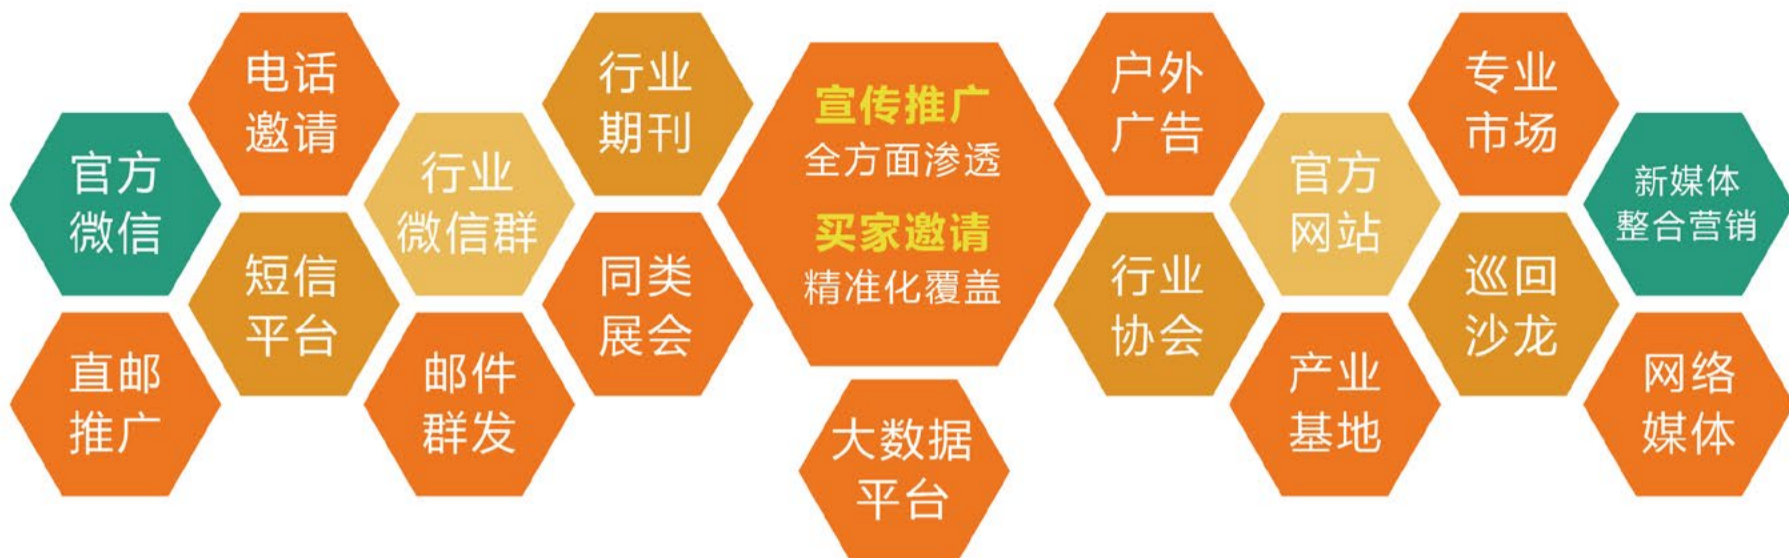 官方
微信
直邮
推广
电话
邀请
短信
平台
行业
微信群
邮件
群发
行业
期刊
同类
展会
宣传推广
全方面渗透
买家邀请
精准化覆盖
大数据
平台
户外
广告
行业
协会
官方
网站
产业
基地
专业
市场
巡回
沙龙
新媒体
整合营销
网络
媒体